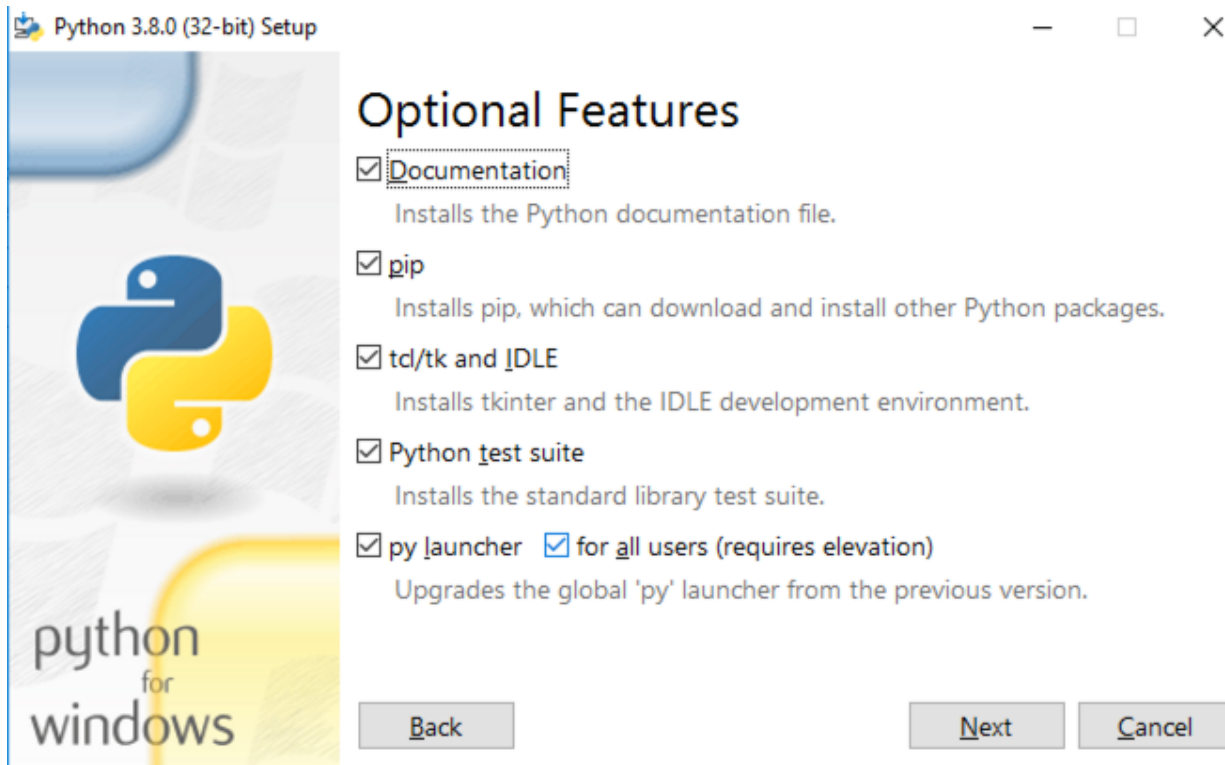 Python 3.8.0 (32-bit) Setup
Optional Features
Documentation
Installs the Python documentation file.
pip
Installs pip, which can download and install other Python packages.
tcl/tk and IDLE
Installs tkinter and the IDLE development environment.
Python test suite
Installs the standard library test suite.
py launcher for all users (requires elevation)
Upgrades the global 'py' launcher from the previous version.
python
for
windows
Back Next Cancel